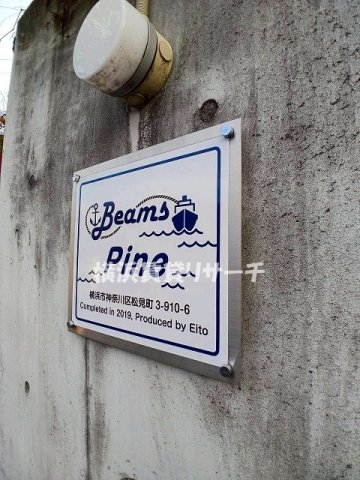 Beams
Pine
横浜賃貸リサーチ
横浜市神奈川区松見町 3-910-6
Completed in 2019, Produced by Eito